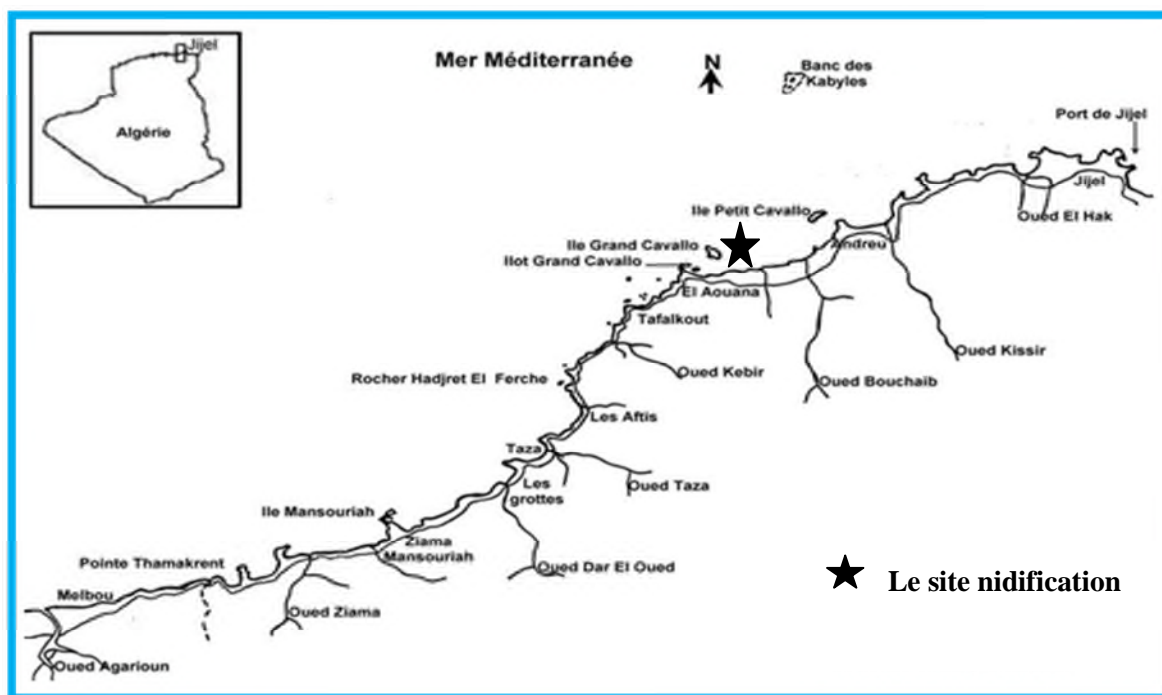 Jijel
Algérie
Mer Méditerranée
N
Banc des
Kabyles
Port de Jijel
Jijel
Oued El Hak
Ile Petit Cavallo
Andreu
Ile Grand Cavallo
Ilot Grand Cavallo
El Aouana
Tafalkout
Oued Kissir
Oued Kebir
Oued Bouchaïb
Rocher Hadjret El Ferche
Les Aftis
Taza
Les
grottes
Oued Taza
Ile Mansouriah
Ziama
Mansouriah
Pointe Thamakrent
Oued Dar El Oued
Melbou
Oued Ziama
Oued Agarioun
Le site nidification